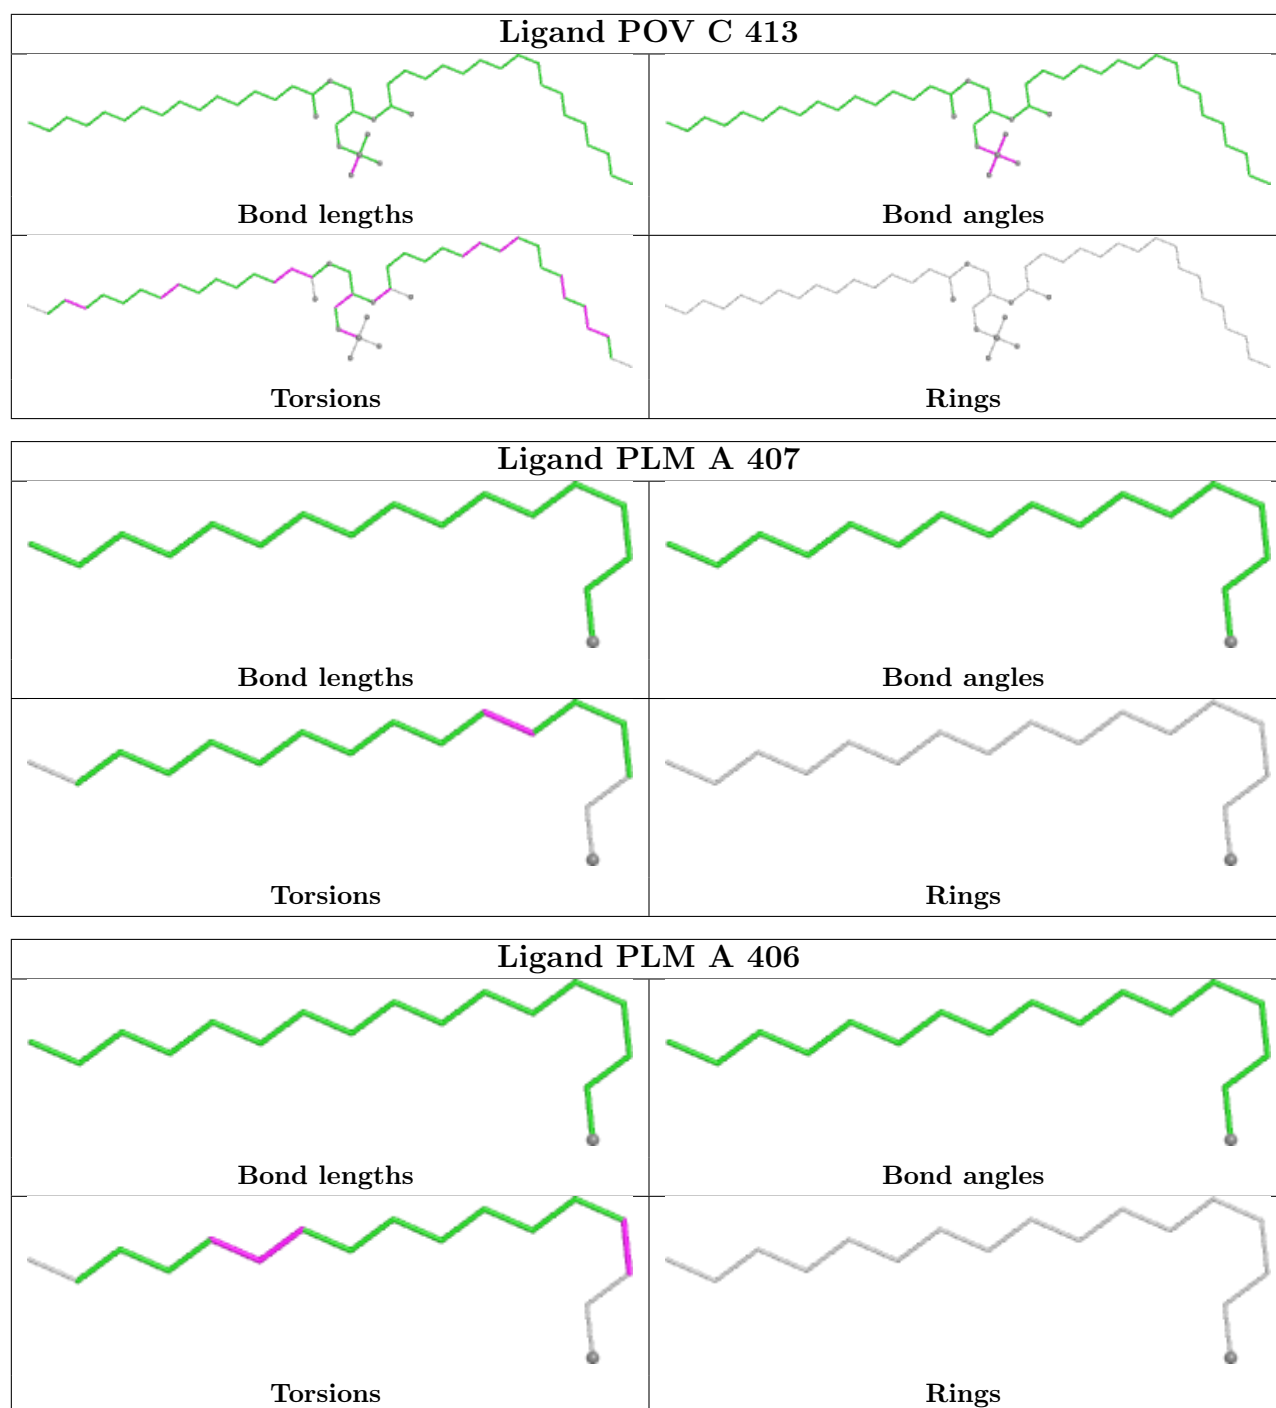 Ligand POV C 413
Bond lengths
Bond angles
Torsions
Rings
Ligand PLM A 407
Bond lengths
Bond angles
Torsions
Rings
Ligand PLM A 406
Bond lengths
Bond angles
Torsions
Rings